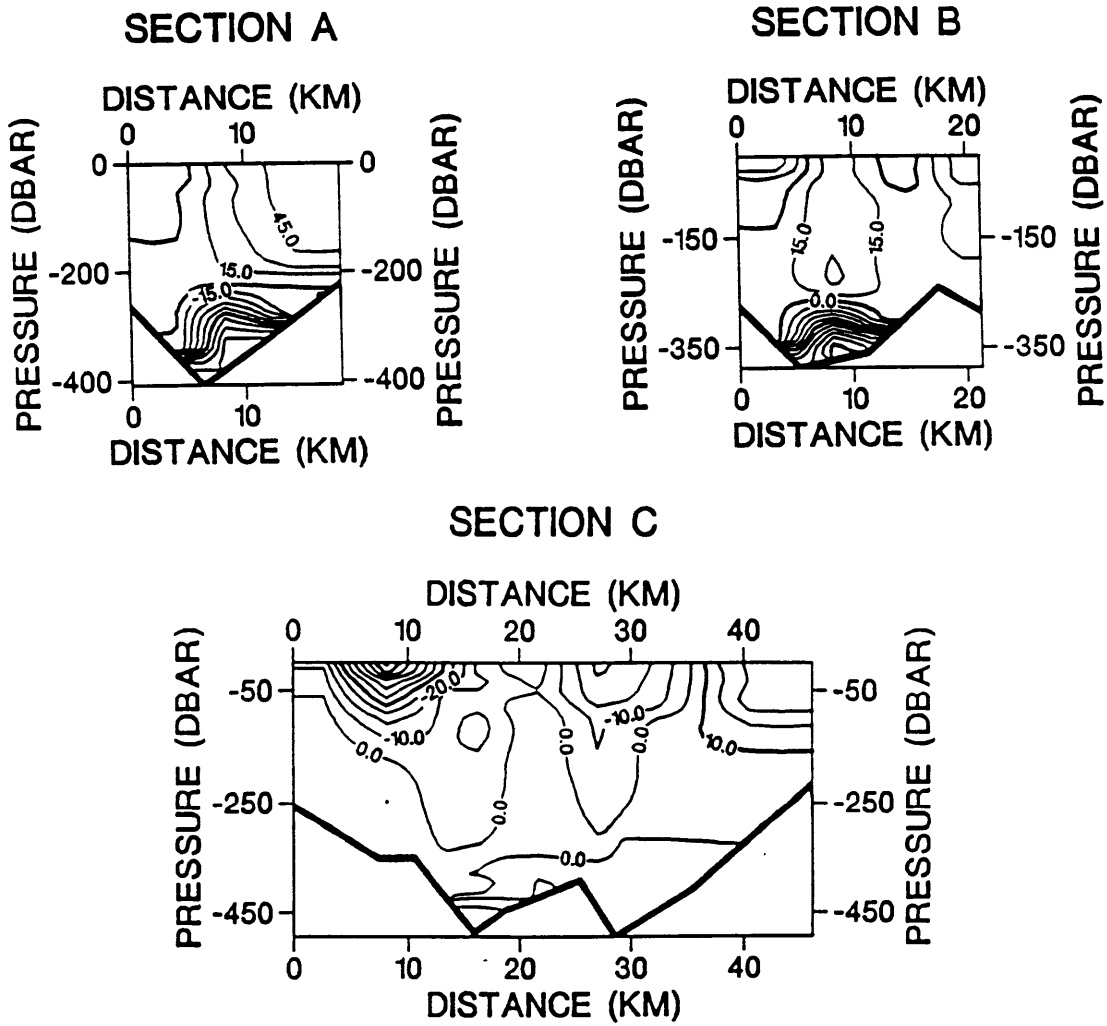 SECTION A
DISTANCE (KM)
0 10
PRESSURE (DBAR)
0
-200
-400
45.0
15.0
-15.0
0
-200
-400
PRESSURE (DBAR)
0 10
DISTANCE (KM)
SECTION B
DISTANCE (KM)
0 10 20
PRESSURE (DBAR)
-150
-350
15.0
15.0
0.0
-150
-350
PRESSURE (DBAR)
0 10 20
DISTANCE (KM)
SECTION C
DISTANCE (KM)
0 10 20 30 40
PRESSURE (DBAR)
-50
-250
-450
-20.0
-10.0
0.0
0.0
0.0
-10.0
0.0
10.0
0.0
-50
-250
-450
PRESSURE (DBAR)
0 10 20 30 40
DISTANCE (KM)